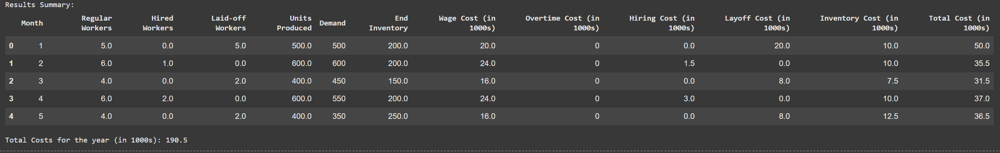 Results Summary:
Month Regular Workers Hired Workers Laid-off Workers Units Produced Demand End Inventory Wage Cost (in 1000s) Overtime Cost (in 1000s) Hiring Cost (in 1000s) Layoff Cost (in 1000s) Inventory Cost (in 1000s) Total Cost (in 1000s)
0 1 5.0 0.0 5.0 500.0 500 200.0 20.0 0 0.0 20.0 10.0 50.0
1 2 6.0 1.0 0.0 600.0 600 200.0 24.0 0 1.5 0.0 10.0 35.5
2 3 4.0 0.0 2.0 400.0 450 150.0 16.0 0 0.0 8.0 7.5 31.5
3 4 6.0 2.0 0.0 600.0 550 200.0 24.0 0 3.0 0.0 10.0 37.0
4 5 4.0 0.0 2.0 400.0 350 250.0 16.0 0 0.0 8.0 12.5 36.5
Total Costs for the year (in 1000s): 190.5